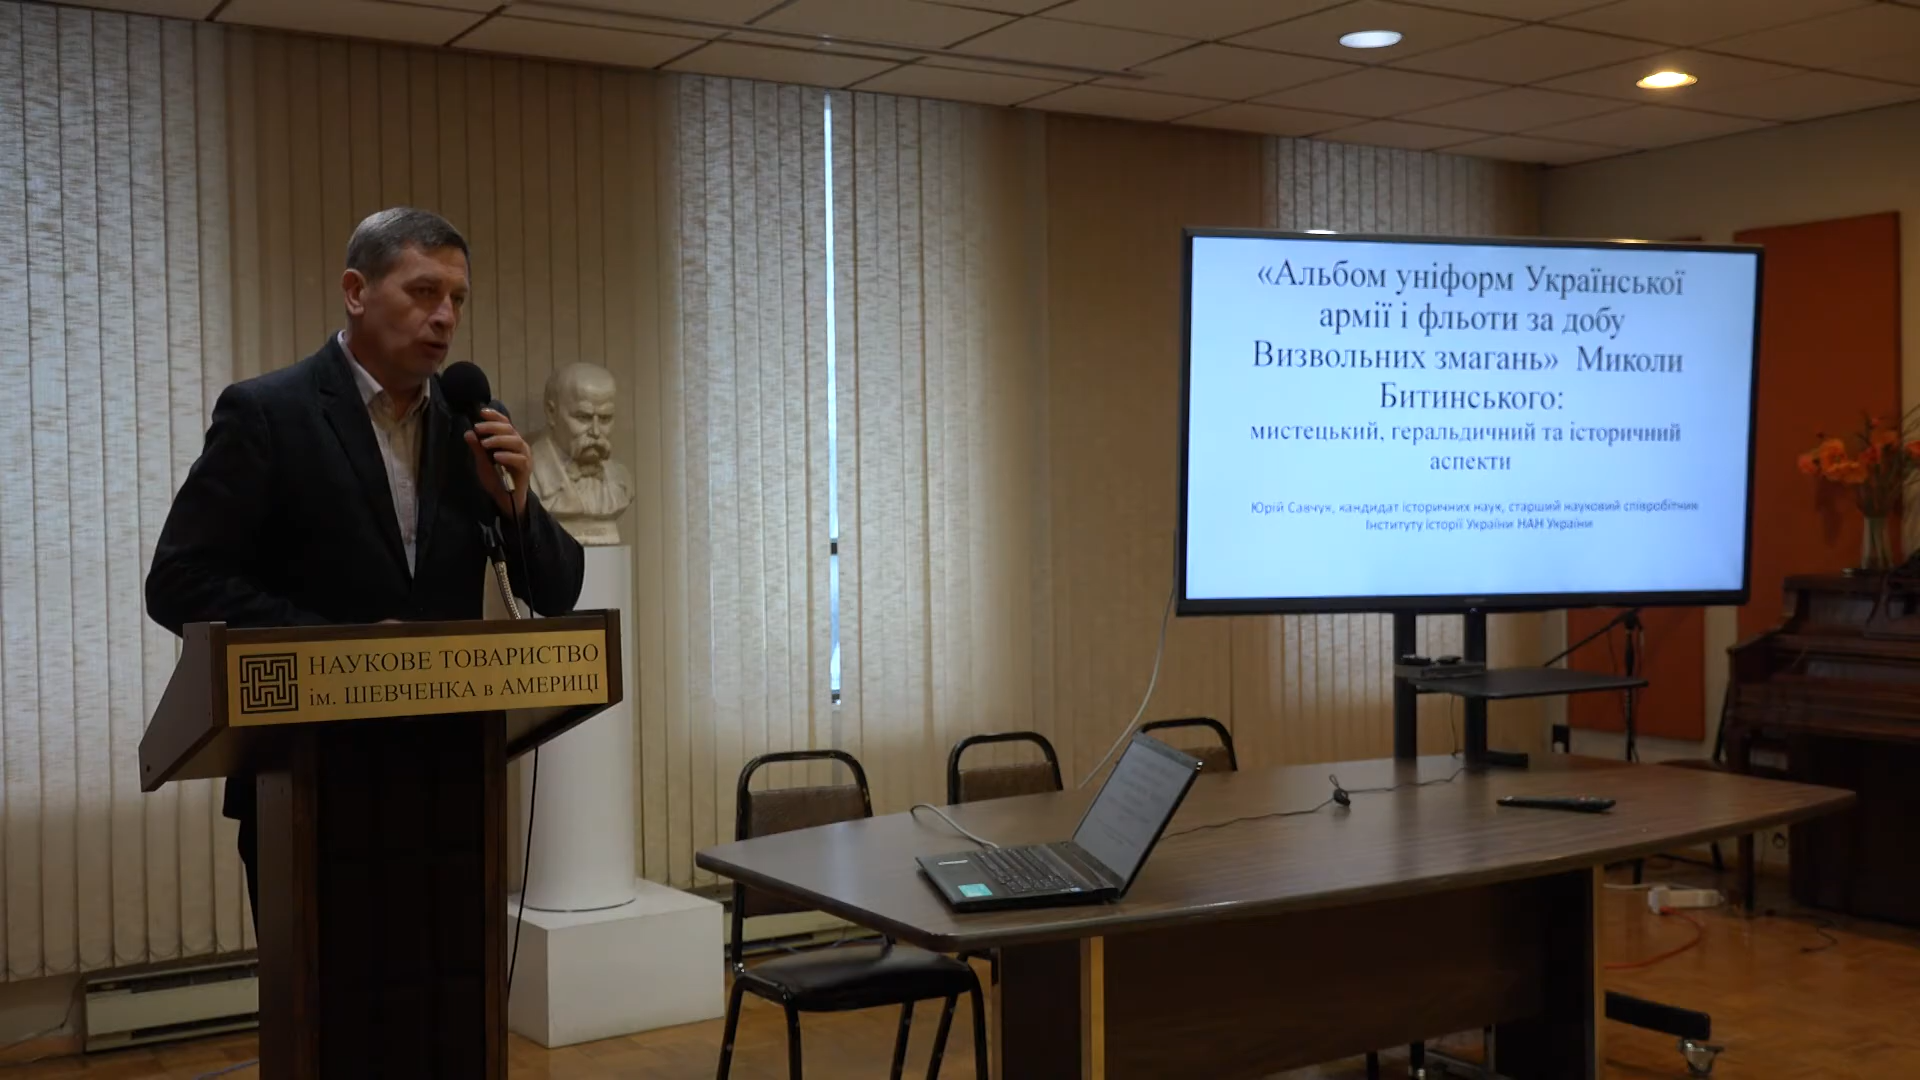 «Альбом уніформ Української
армії і фльоти за добу
Визвольних змагань» Миколи
Битинського:
мистецький, геральдичний та історичний
аспекти
Юрій Савчук, кандидат історичних наук, старший науковий співробітник
Інституту історії України НАН України
НАУКОВЕ ТОВАРИСТВО
ім. ШЕВЧЕНКА в АМЕРИЦІ